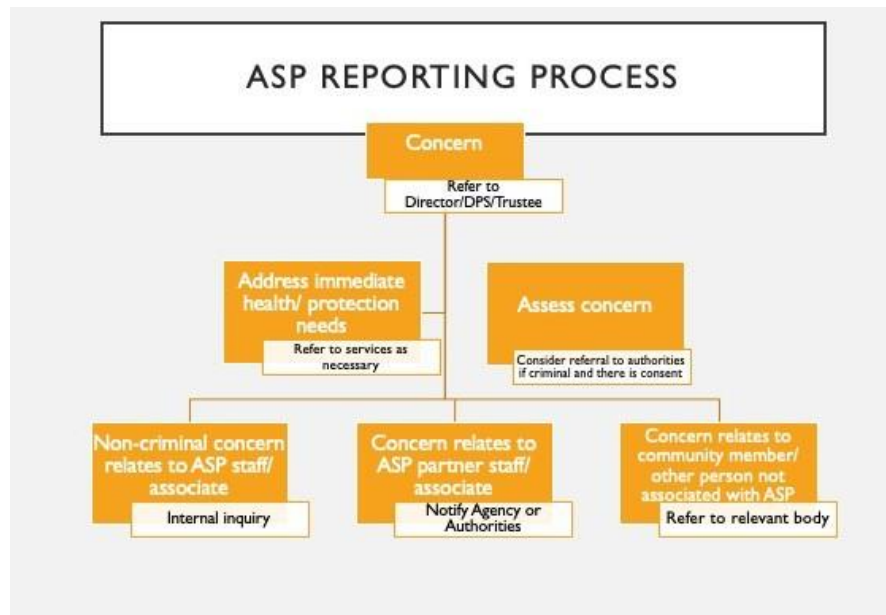 ASP REPORTING PROCESS
Concern
Refer to
Director/DPS/Trustee
Address immediate
health/ protection
needs
Refer to services as
necessary
Assess concern
Consider referral to authorities
if criminal and there is consent
Non-criminal concern
relates to ASP staff/
associate
Internal inquiry
Concern relates to
ASP partner staff/
associate
Notify Agency or
Authorities
Concern relates to
community member/
other person not
associated with ASP
Refer to relevant body